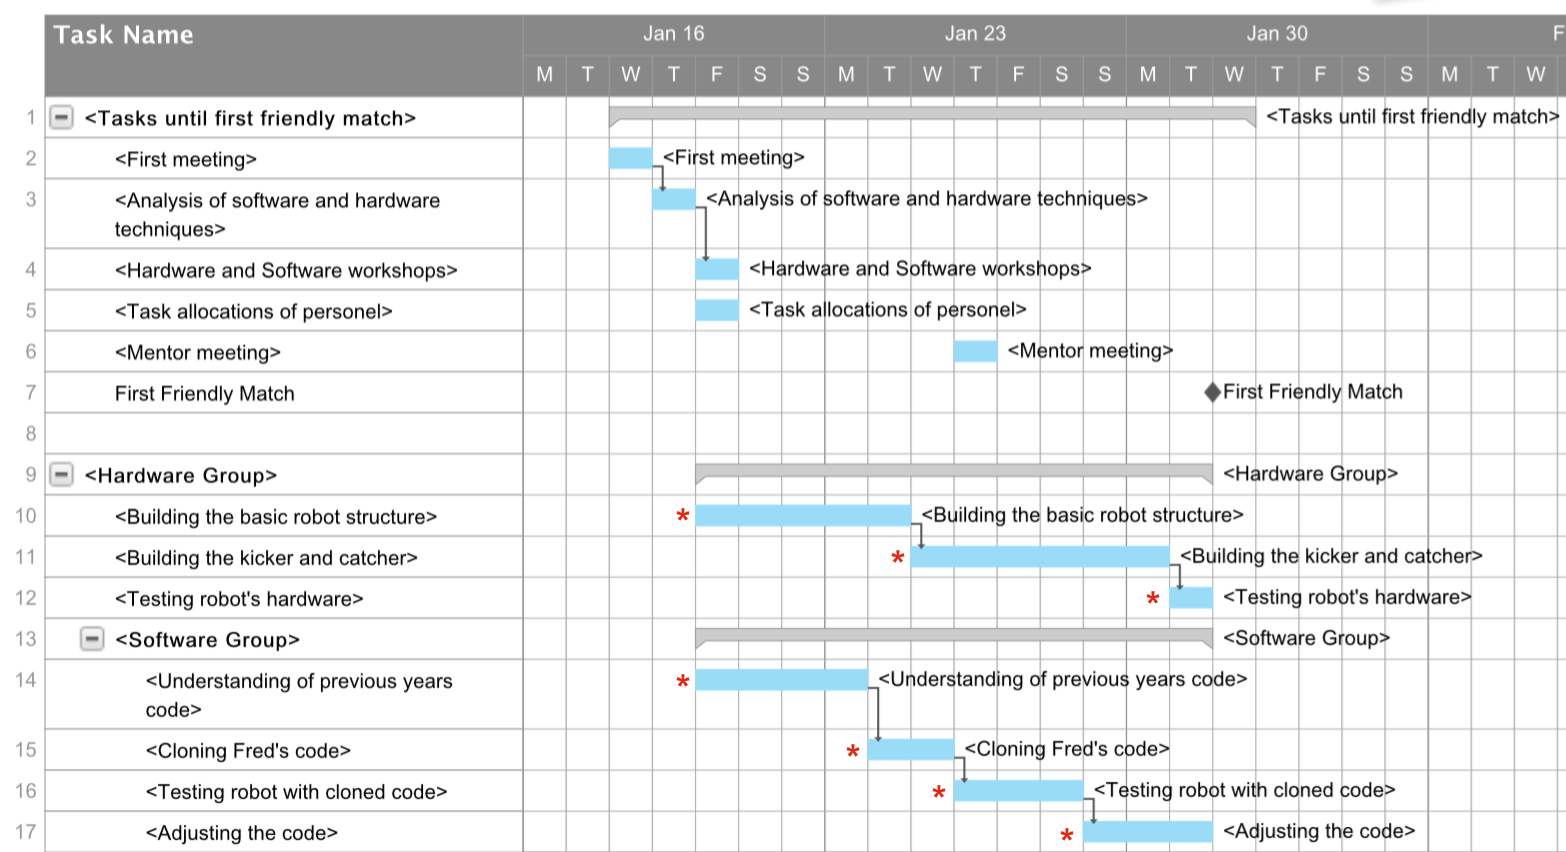 Task Name
Jan 16 Jan 23 Jan 30 F
M T W T F S S M T W T F S S M T W T F S S M T W
1 <Tasks until first friendly match> <Tasks until first friendly match>
2 <First meeting> <First meeting>
3 <Analysis of software and hardware <Analysis of software and hardware techniques>
techniques>
4 <Hardware and Software workshops> <Hardware and Software workshops>
5 <Task allocations of personel> <Task allocations of personel>
6 <Mentor meeting> <Mentor meeting>
7 First Friendly Match First Friendly Match
8
9 <Hardware Group> <Hardware Group>
10 <Building the basic robot structure> * <Building the basic robot structure>
11 <Building the kicker and catcher> * <Building the kicker and catcher>
12 <Testing robot's hardware> * <Testing robot's hardware>
13 <Software Group> <Software Group>
14 <Understanding of previous years * <Understanding of previous years code>
code>
15 <Cloning Fred's code> * <Cloning Fred's code>
16 <Testing robot with cloned code> * <Testing robot with cloned code>
17 <Adjusting the code> * <Adjusting the code>